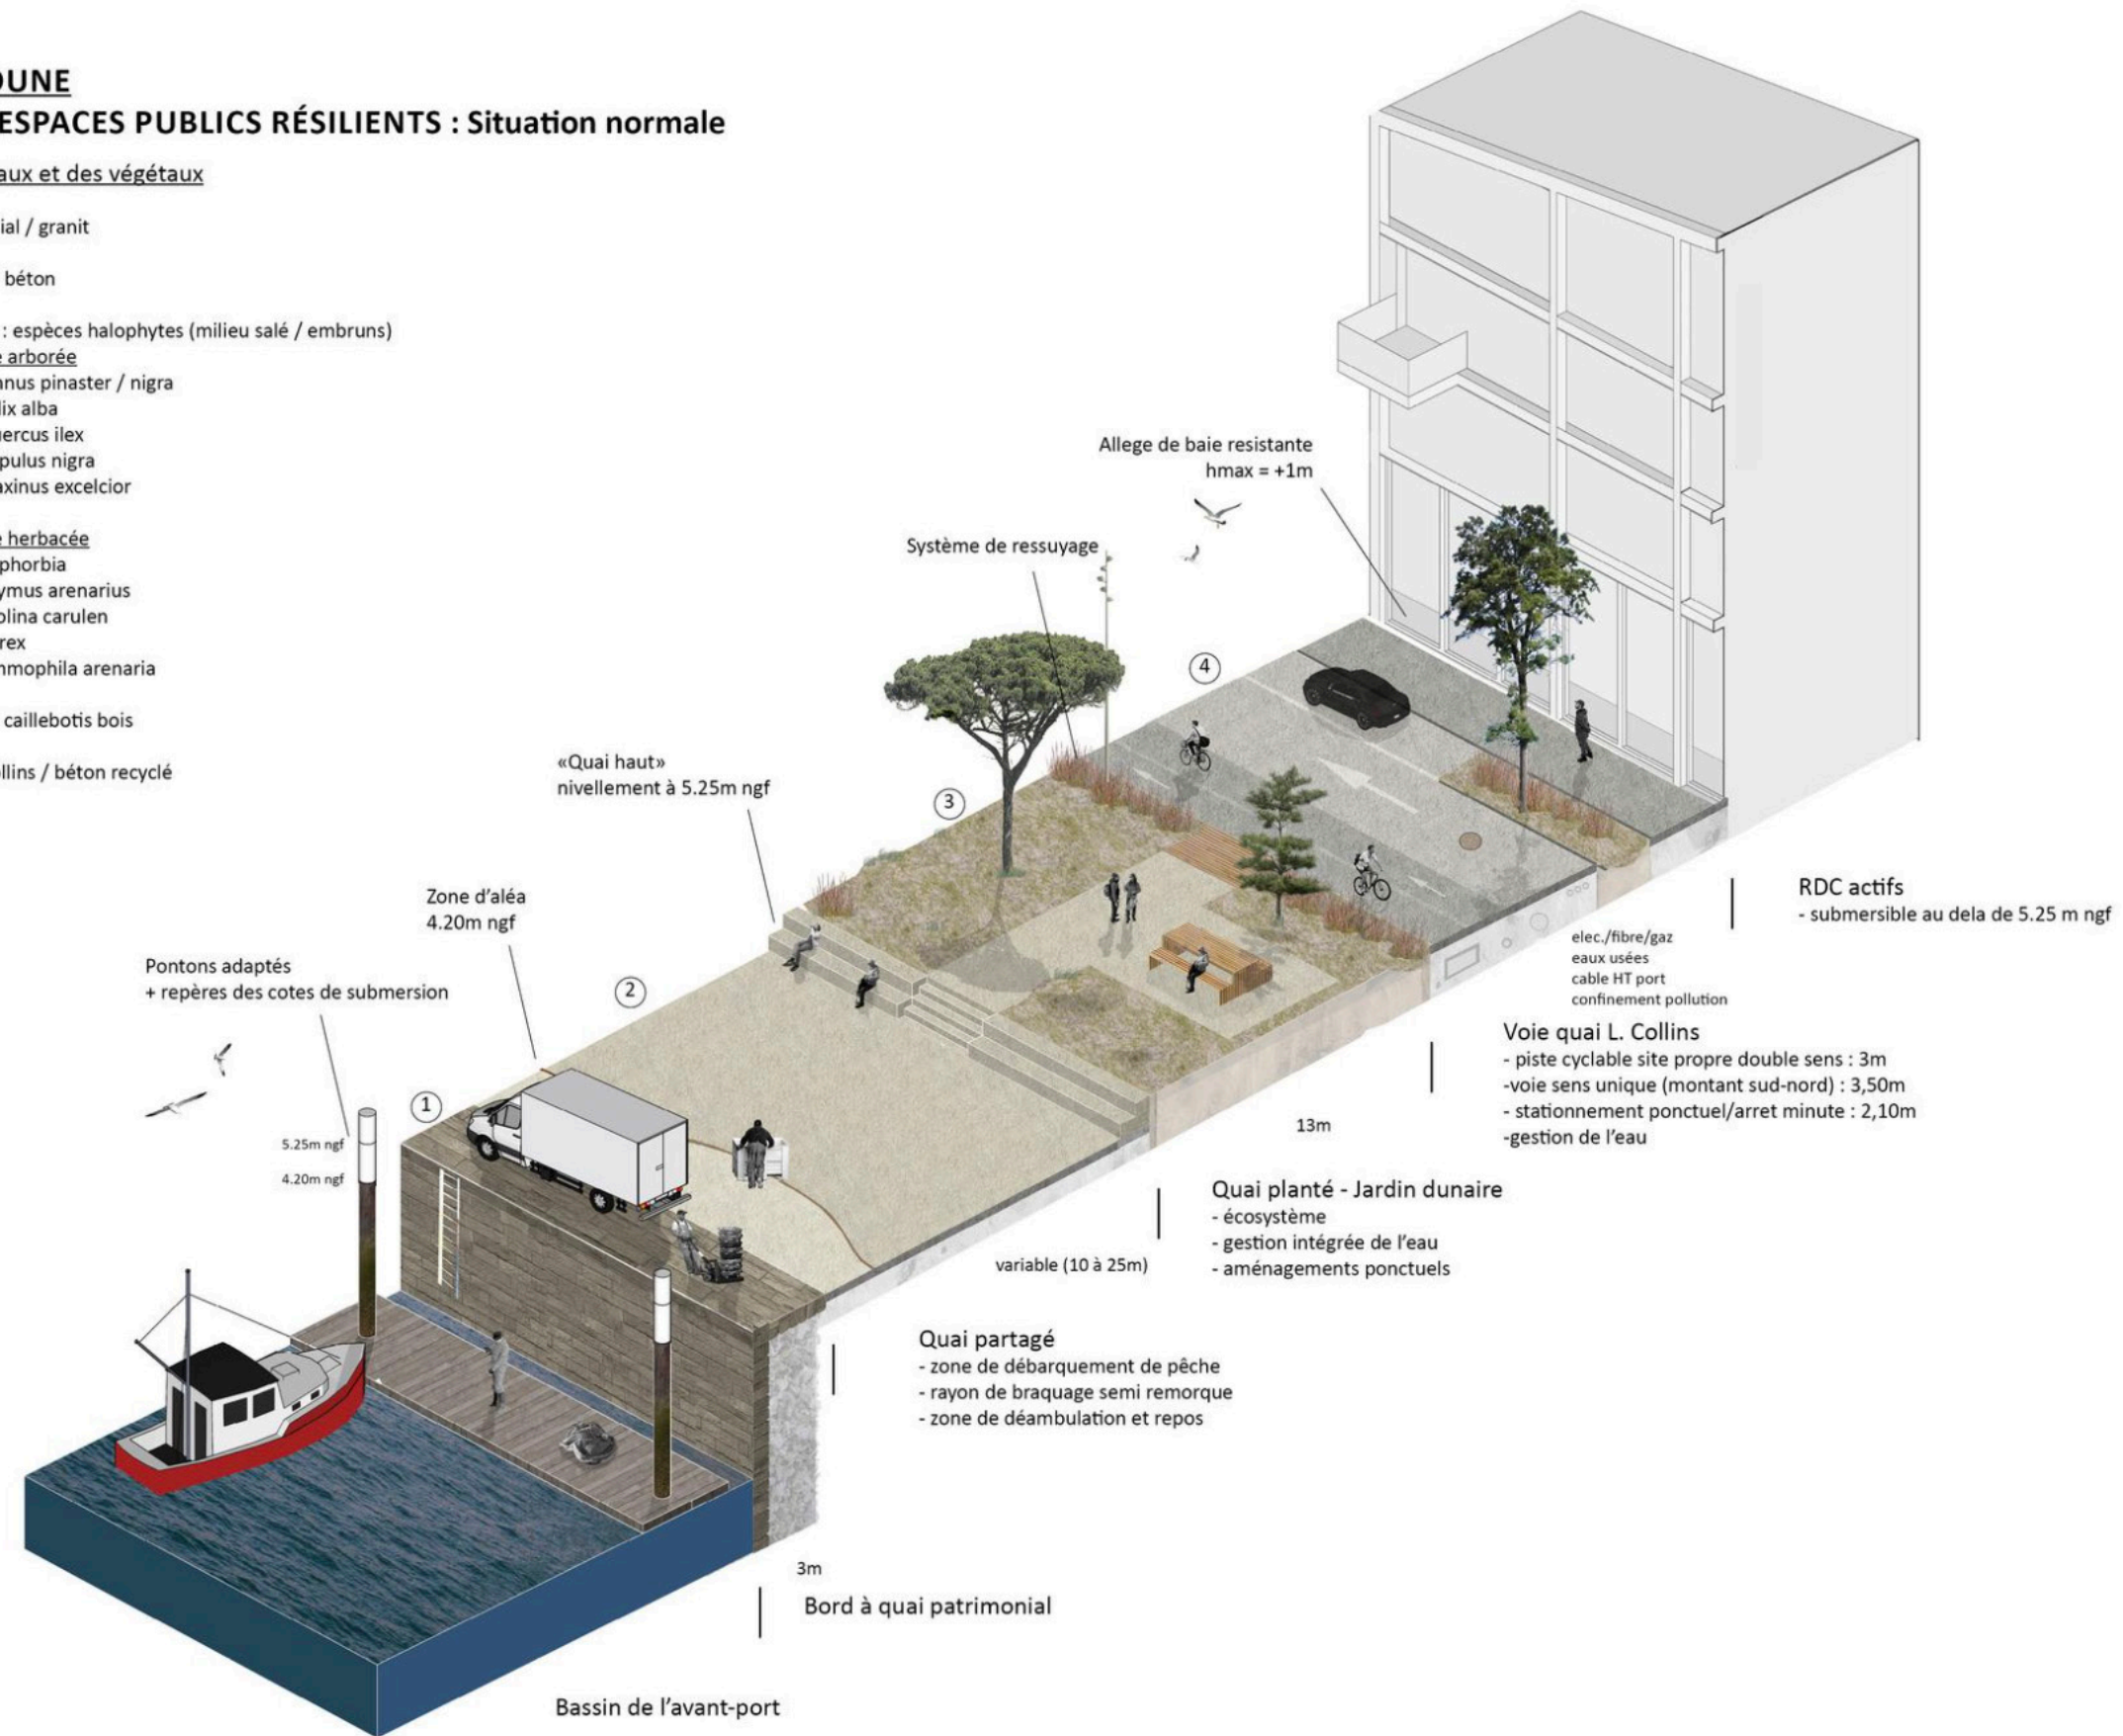 DUNE
ESPACES PUBLICS RÉSILIENTS : Situation normale
aux et des végétaux
ial / granit
béton
: espèces halophytes (milieu salé / embruns)
e arborée
nnus pinaster / nigra
lix alba
uercus ilex
pulus nigra
axinus excelcior
e herbacée
phorbia
ymus arenarius
olina carulen
rex
mmophila arenaria
caillebotis bois
llins / béton recyclé
Allege de baie resistante
hmax = +1m
Système de ressuyage
4
«Quai haut»
nivellement à 5.25m ngf
3
Zone d'aléa
4.20m ngf
2
Pontons adaptés
+ repères des cotes de submersion
1
5.25m ngf
4.20m ngf
RDC actifs
- submersible au dela de 5.25 m ngf
elec./fibre/gaz
eaux usées
cable HT port
confinement pollution
Voie quai L. Collins
- piste cyclable site propre double sens : 3m
-voie sens unique (montant sud-nord) : 3,50m
- stationnement ponctuel/arret minute : 2,10m
-gestion de l'eau
13m
Quai planté - Jardin dunaire
- écosystème
- gestion intégrée de l'eau
- aménagements ponctuels
variable (10 à 25m)
Quai partagé
- zone de débarquement de pêche
- rayon de braquage semi remorque
- zone de déambulation et repos
3m
Bord à quai patrimonial
Bassin de l'avant-port